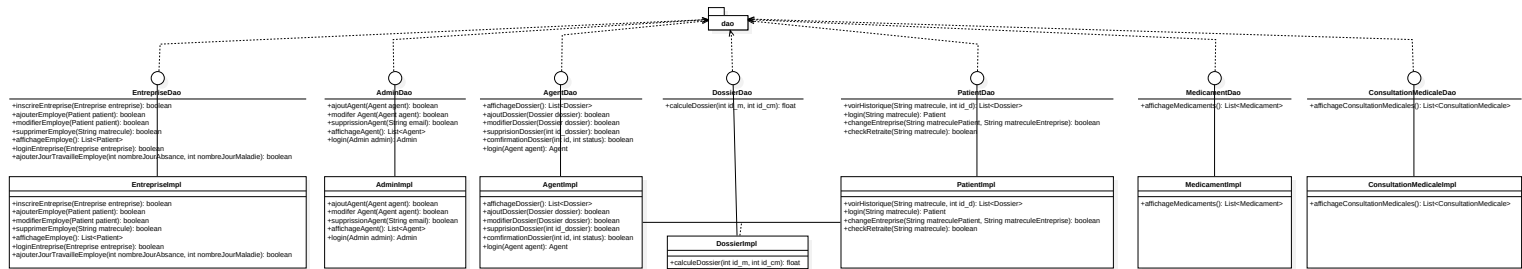 dao
EntrepriseDao
+inscrireEntreprise(Entreprise entreprise): boolean
+ajouterEmploye(Patient patient): boolean
+modifierEmploye(Patient patient): boolean
+supprimerEmploye(String matrecule): boolean
+affichageEmploye(): List<Patient>
+loginEntreprise(Entreprise entreprise): boolean
+ajouterJourTravailleEmploye(int nombreJourAbsance, int nombreJourMaladie): boolean
AdminDao
+ajoutAgent(Agent agent): boolean
+modifer Agent(Agent agent): boolean
+supprissionAgent(String email): boolean
+affichageAgent(): List<Agent>
+login(Admin admin): Admin
AgentDao
+affichageDossier(): List<Dossier>
+ajoutDossier(Dossier dossier): boolean
+modifierDossier(Dossier dossier): boolean
+supprisionDossier(int id_dossier): boolean
+comfirmationDossier(int id, int status): boolean
+login(Agent agent): Agent
DossierDao
+calculeDossier(int id_m, int id_cm): float
PatientDao
+voirHistorique(String matrecule, int id_d): List<Dossier>
+login(String matrecule): Patient
+changeEntreprise(String matreculePatient, String matreculeEntreprise): boolean
+checkRetraite(String matrecule): boolean
MedicamentDao
+affichageMedicaments(): List<Medicament>
ConsultationMedicaleDao
+affichageConsultationMedicales(): List<ConsultationMedicale>
EntrepriseImpl
+inscrireEntreprise(Entreprise entreprise): boolean
+ajouterEmploye(Patient patient): boolean
+modifierEmploye(Patient patient): boolean
+supprimerEmploye(String matrecule): boolean
+affichageEmploye(): List<Patient>
+loginEntreprise(Entreprise entreprise): boolean
+ajouterJourTravailleEmploye(int nombreJourAbsance, int nombreJourMaladie): boolean
AdminImpl
+ajoutAgent(Agent agent): boolean
+modifer Agent(Agent agent): boolean
+supprissionAgent(String email): boolean
+affichageAgent(): List<Agent>
+login(Admin admin): Admin
AgentImpl
+affichageDossier(): List<Dossier>
+ajoutDossier(Dossier dossier): boolean
+modifierDossier(Dossier dossier): boolean
+supprisionDossier(int id_dossier): boolean
+comfirmationDossier(int id, int status): boolean
+login(Agent agent): Agent
DossierImpl
+calculeDossier(int id_m, int id_cm): float
PatientImpl
+voirHistorique(String matrecule, int id_d): List<Dossier>
+login(String matrecule): Patient
+changeEntreprise(String matreculePatient, String matreculeEntreprise): boolean
+checkRetraite(String matrecule): boolean
MedicamentImpl
+affichageMedicaments(): List<Medicament>
ConsultationMedicaleImpl
+affichageConsultationMedicales(): List<ConsultationMedicale>